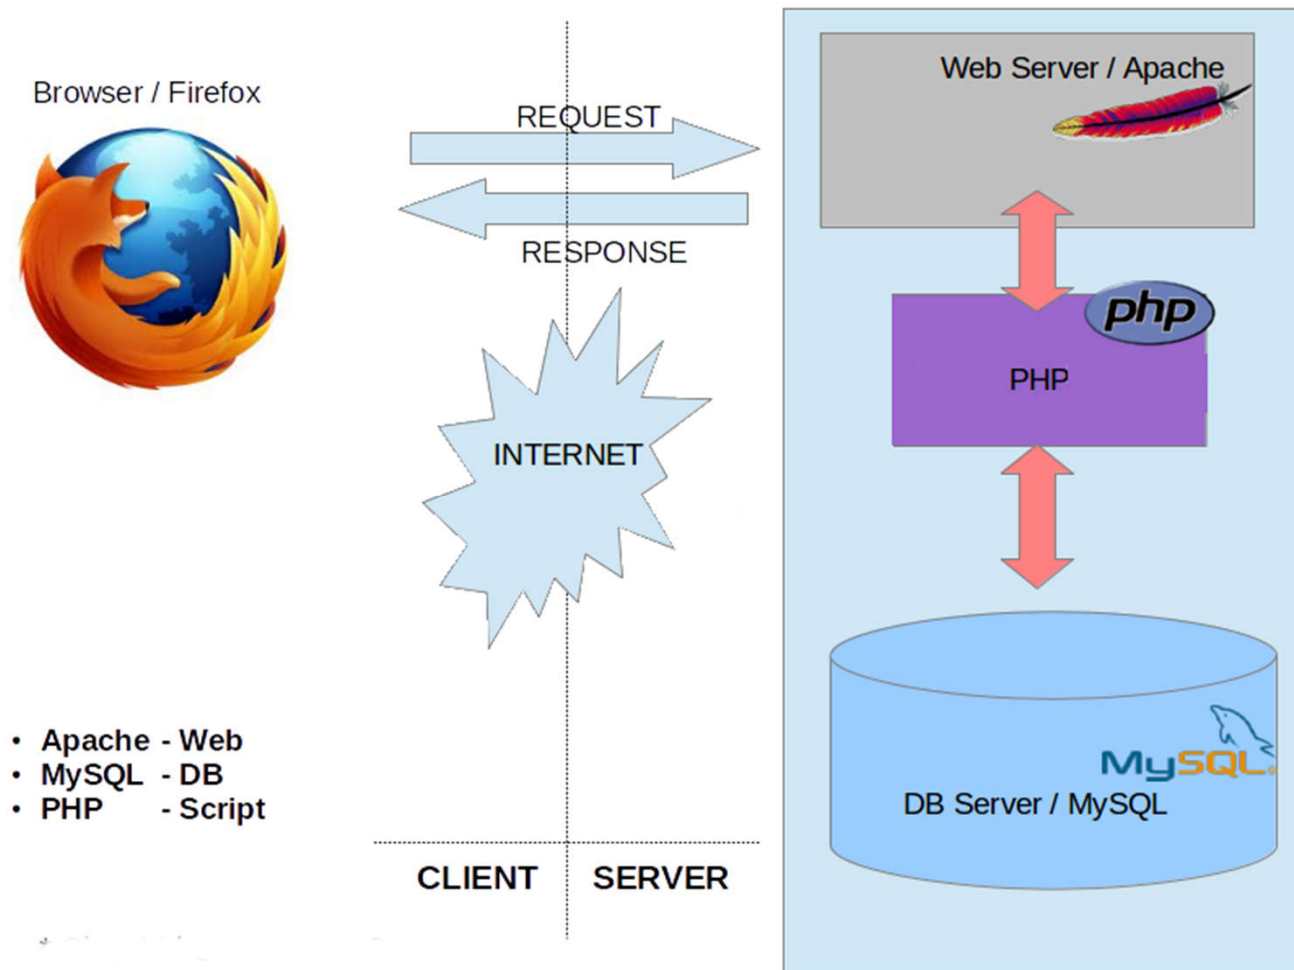 Browser / Firefox
REQUEST
RESPONSE
INTERNET
Web Server / Apache
php
PHP
MySQL
DB Server / MySQL
• Apache - Web
• MySQL - DB
• PHP - Script
CLIENT
SERVER